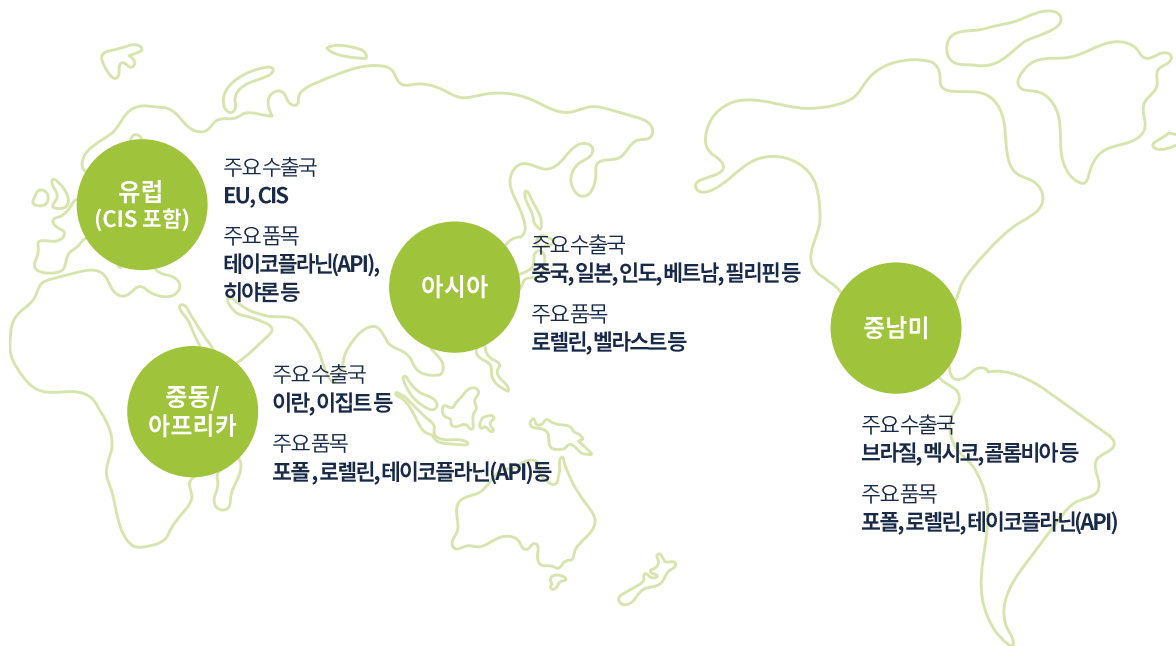 유럽
(CIS 포함)
주요 수출국
EU, CIS
주요 품목
테이코플라닌(API),
히야론 등
아시아
주요 수출국
중국, 일본, 인도, 베트남, 필리핀 등
주요 품목
로렐린, 벨라스트 등
중동/
아프리카
주요 수출국
이란, 이집트 등
주요 품목
포폴, 로렐린, 테이코플라닌(API)등
중남미
주요 수출국
브라질, 멕시코, 콜롬비아 등
주요 품목
포폴, 로렐린, 테이코플라닌(API)